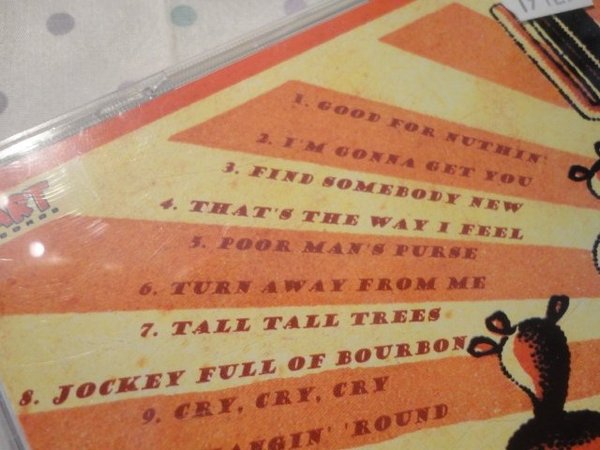 1. GOOD FOR NUTHIN'
2. I'M GONNA GET YOU
3. FIND SOMEBODY NEW
4. THAT'S THE WAY I FEEL
5. POOR MAN'S PURSE
6. TURN AWAY FROM ME
7. TALL TALL TREES
8. JOCKEY FULL OF BOURBON
9. CRY, CRY, CRY
'ROUND